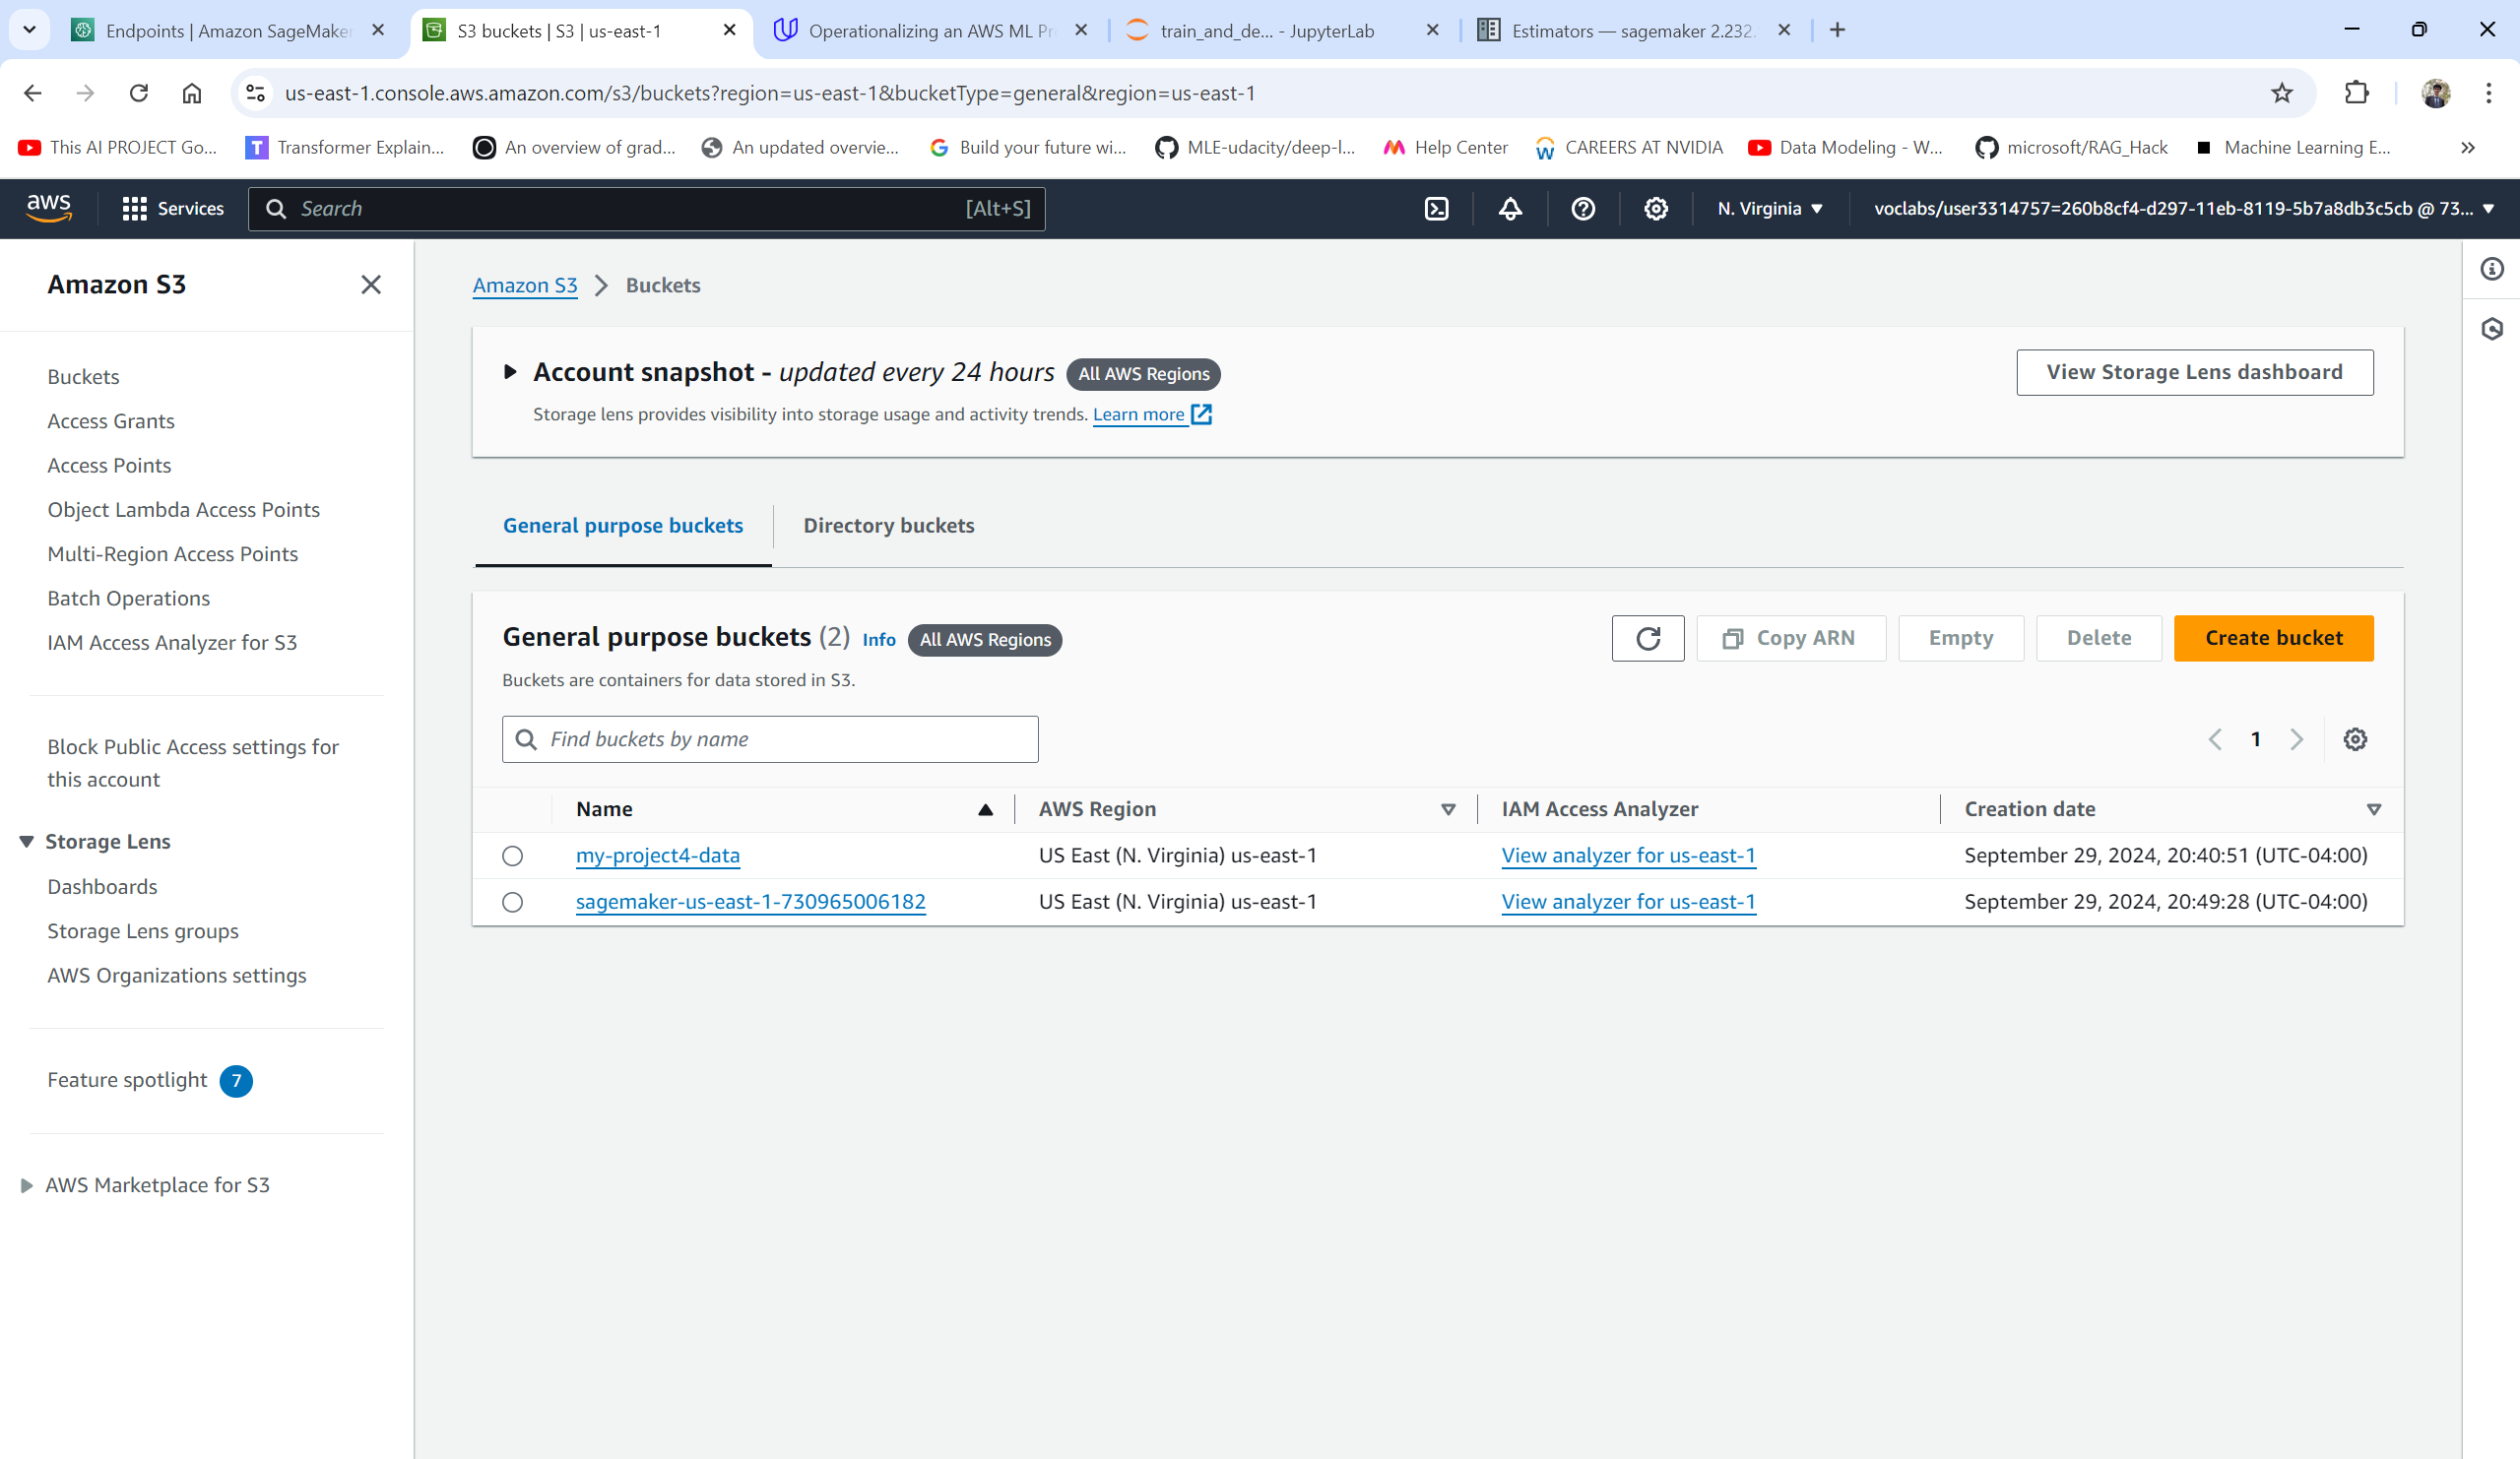 Endpoints | Amazon SageMake
S3 buckets | S3 | us-east-1
Operationalizing an AWS ML Pr
train_and_de... - JupyterLab
Estimators — sagemaker 2.232.
us-east-1.console.aws.amazon.com/s3/buckets?region=us-east-1&bucketType=general&region=us-east-1
This AI PROJECT Go...
T Transformer Explain...
An overview of grad...
An updated overvie...
Build your future wi...
MLE-udacity/deep-l...
Help Center
CAREERS AT NVIDIA
Data Modeling - W...
microsoft/RAG_Hack
Machine Learning E...
aws
Services
Search
[Alt+S]
N. Virginia
voclabs/user3314757=260b8cf4-d297-11eb-8119-5b7a8db3c5cb @ 73...
Amazon S3
Buckets
Access Grants
Access Points
Object Lambda Access Points
Multi-Region Access Points
Batch Operations
IAM Access Analyzer for S3
Block Public Access settings for
this account
Storage Lens
Dashboards
Storage Lens groups
AWS Organizations settings
Feature spotlight 7
AWS Marketplace for S3
Amazon S3 > Buckets
Account snapshot - updated every 24 hours All AWS Regions
View Storage Lens dashboard
Storage lens provides visibility into storage usage and activity trends. Learn more
General purpose buckets
Directory buckets
General purpose buckets (2) Info All AWS Regions
Copy ARN
Empty
Delete
Create bucket
Buckets are containers for data stored in S3.
Find buckets by name
1
Name AWS Region IAM Access Analyzer Creation date
my-project4-data US East (N. Virginia) us-east-1 View analyzer for us-east-1 September 29, 2024, 20:40:51 (UTC-04:00)
sagemaker-us-east-1-730965006182 US East (N. Virginia) us-east-1 View analyzer for us-east-1 September 29, 2024, 20:49:28 (UTC-04:00)